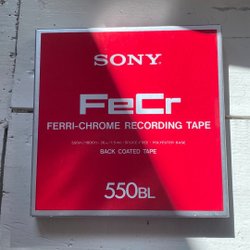 SONY
FeCr
FERRI-CHROME RECORDING TAPE
BACK COATED TAPE
550BL